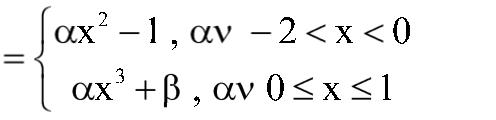 = { αx² − 1 , αν −2 < x < 0
αx³ + β , αν 0 ≤ x ≤ 1